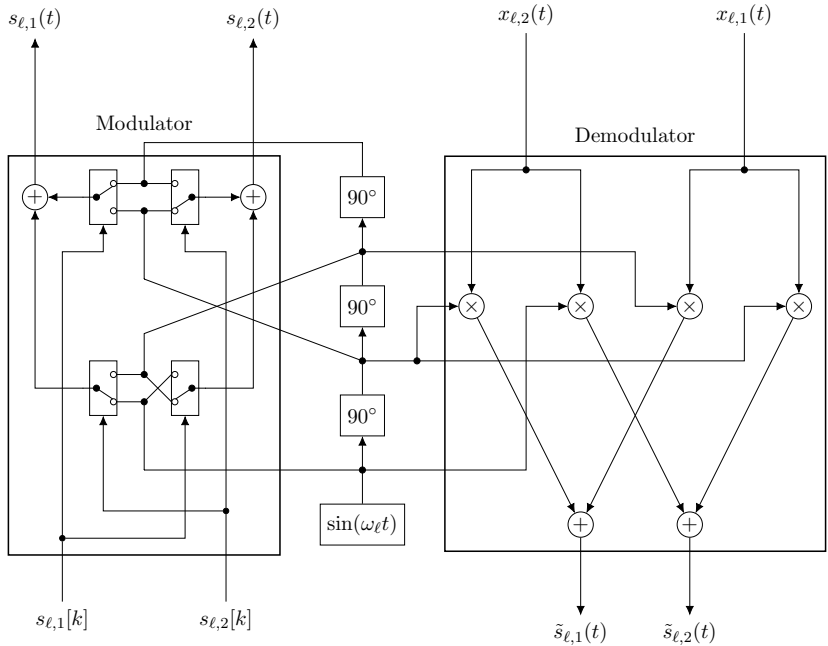 s_{ℓ,1}(t)
s_{ℓ,2}(t)
x_{ℓ,2}(t)
x_{ℓ,1}(t)
Modulator
Demodulator
+
+
90°
90°
×
×
×
×
90°
sin(ω_ℓt)
+
+
s_{ℓ,1}[k]
s_{ℓ,2}[k]
s̃_{ℓ,1}(t)
s̃_{ℓ,2}(t)